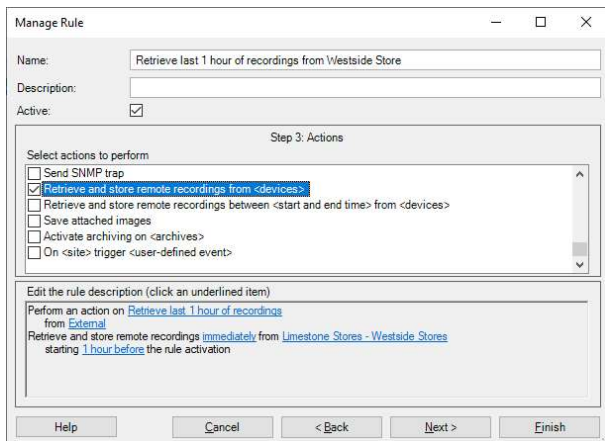 Manage Rule
Name: Retrieve last 1 hour of recordings from Westside Store
Description:
Active:
Step 3: Actions
Select actions to perform
Send SNMP trap
Retrieve and store remote recordings from <devices>
Retrieve and store remote recordings between <start and end time> from <devices>
Save attached images
Activate archiving on <archives>
On <site> trigger <user-defined event>
Edit the rule description (click an underlined item)
Perform an action on Retrieve last 1 hour of recordings
from External
Retrieve and store remote recordings immediately from Limestone Stores - Westside Stores
starting 1 hour before the rule activation
Help Cancel < Back Next > Finish